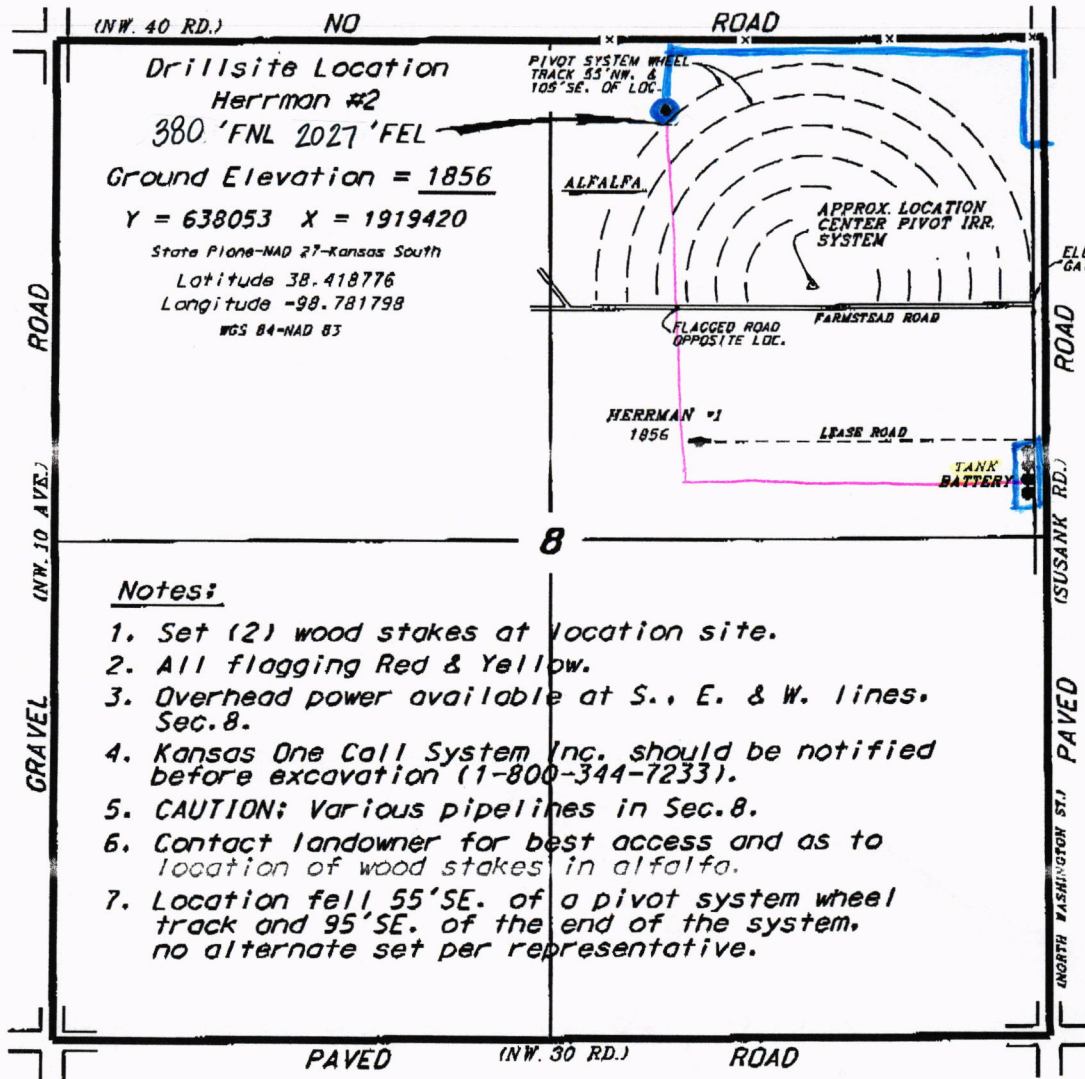 (NW. 40 RD.) NO ROAD
Drillsite Location
Herrman #2
380 'FNL 2027 'FEL
Ground Elevation = 1856
Y = 638053 X = 1919420
State Plane-NAD 27-Kansas South
Latitude 38.418776
Longitude -98.781798
WGS 84-NAD 83
PIVOT SYSTEM WHEEL
TRACK 55'NW. &
105'SE. OF LOC.
ALFALFA
APPROX. LOCATION
CENTER PIVOT IRR.
SYSTEM
FARMSTEAD ROAD
FLAGGED ROAD
OPPOSITE LOC.
HERRMAN #1
1856
LEASE ROAD
TANK
BATTERY
8
Notes:
1. Set (2) wood stakes at location site.
2. All flagging Red & Yellow.
3. Overhead power available at S., E. & W. lines.
Sec.8.
4. Kansas One Call System Inc. should be notified
before excavation (1-800-344-7233).
5. CAUTION: Various pipelines in Sec.8.
6. Contact landowner for best access and as to
location of wood stakes in alfalfa.
7. Location fell 55'SE. of a pivot system wheel
track and 95'SE. of the end of the system,
no alternate set per representative.
GRAVEL (NW. 10 AVE.) ROAD
(NORTH WASHINGTON ST.) PAVED (SUSANK RD.) ROAD
PAVED (NW. 30 RD.) ROAD